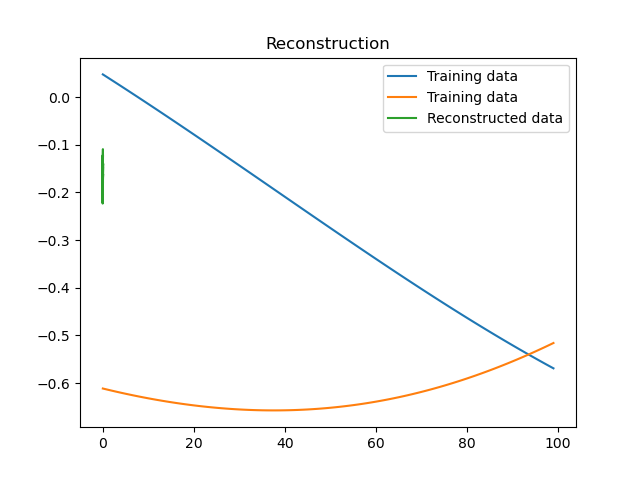 Reconstruction
Training data
Training data
Reconstructed data
0.0
−0.1
−0.2
−0.3
−0.4
−0.5
−0.6
0 20 40 60 80 100